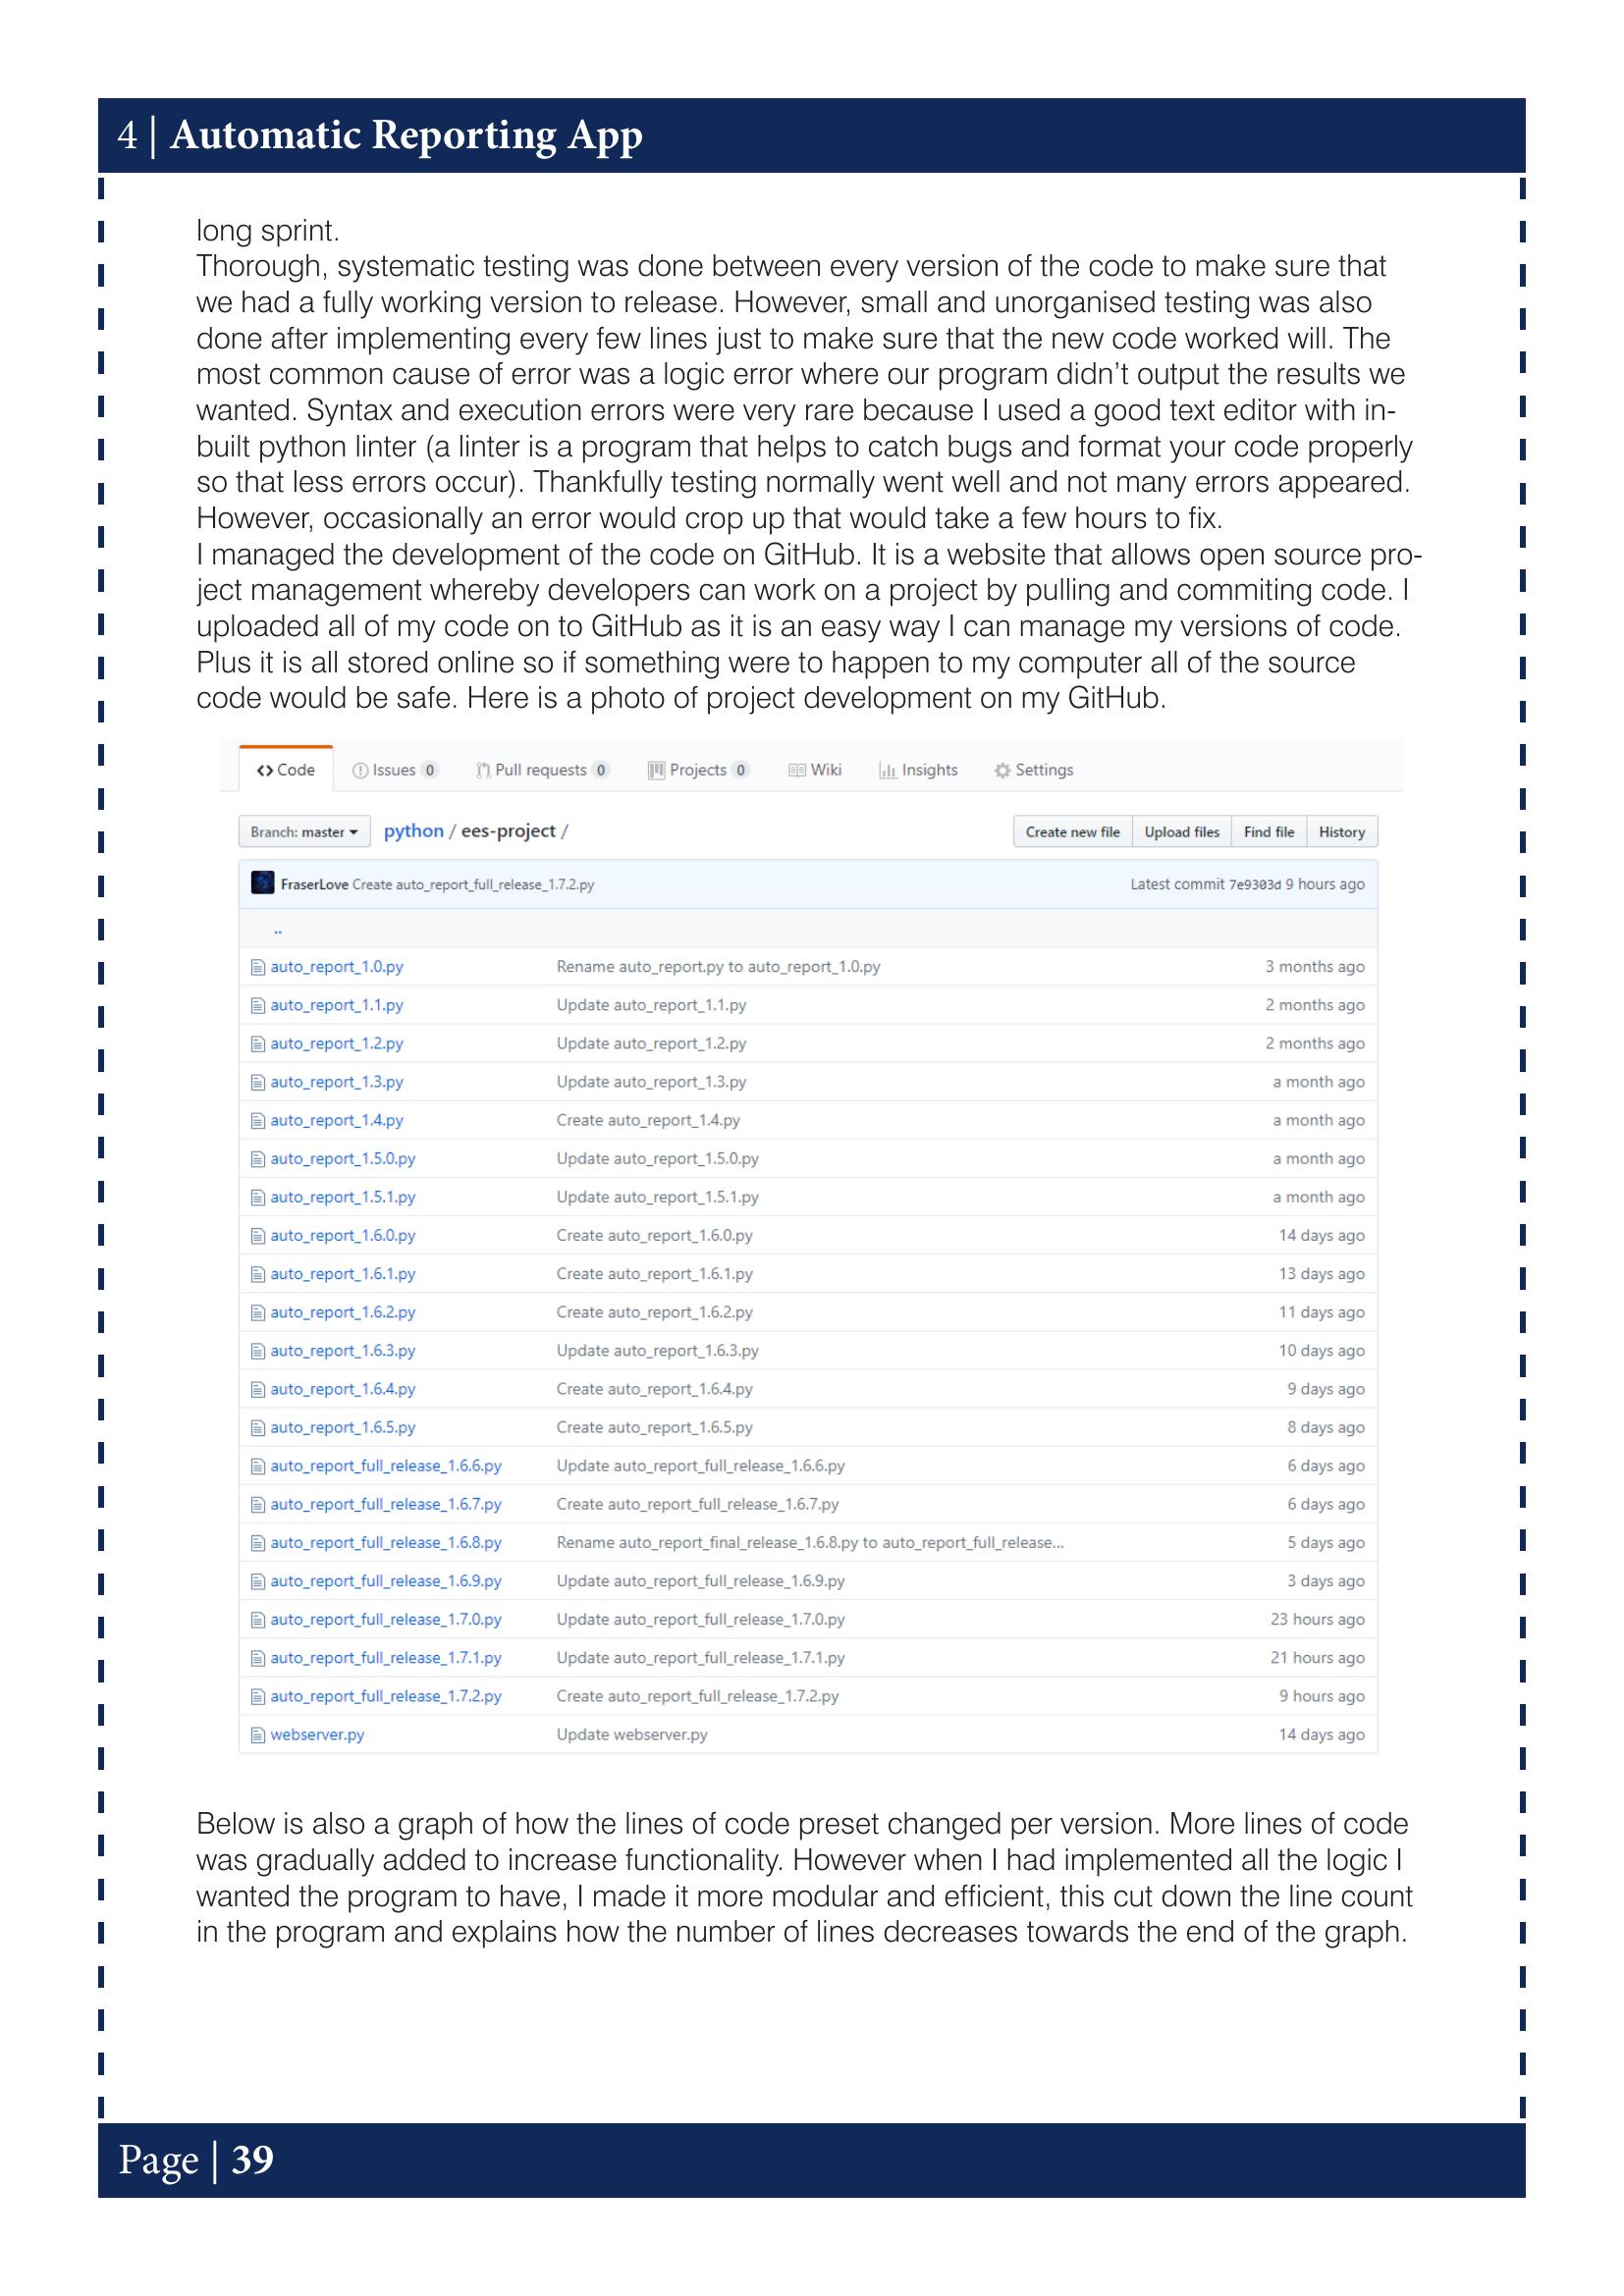 4 | Automatic Reporting App
long sprint.
Thorough, systematic testing was done between every version of the code to make sure that
we had a fully working version to release. However, small and unorganised testing was also
done after implementing every few lines just to make sure that the new code worked will. The
most common cause of error was a logic error where our program didn't output the results we
wanted. Syntax and execution errors were very rare because I used a good text editor with in-
built python linter (a linter is a program that helps to catch bugs and format your code properly
so that less errors occur). Thankfully testing normally went well and not many errors appeared.
However, occasionally an error would crop up that would take a few hours to fix.
I managed the development of the code on GitHub. It is a website that allows open source pro-
ject management whereby developers can work on a project by pulling and commiting code. I
uploaded all of my code on to GitHub as it is an easy way I can manage my versions of code.
Plus it is all stored online so if something were to happen to my computer all of the source
code would be safe. Here is a photo of project development on my GitHub.
<> Code Issues 0 Pull requests 0 Projects 0 Wiki Insights Settings
Branch: master python / ees-project / Create new file Upload files Find file History
FraserLove Create auto_report_full_release_1.7.2.py Latest commit 7e9303d 9 hours ago
..
auto_report_1.0.py Rename auto_report.py to auto_report_1.0.py 3 months ago
auto_report_1.1.py Update auto_report_1.1.py 2 months ago
auto_report_1.2.py Update auto_report_1.2.py 2 months ago
auto_report_1.3.py Update auto_report_1.3.py a month ago
auto_report_1.4.py Create auto_report_1.4.py a month ago
auto_report_1.5.0.py Update auto_report_1.5.0.py a month ago
auto_report_1.5.1.py Update auto_report_1.5.1.py a month ago
auto_report_1.6.0.py Create auto_report_1.6.0.py 14 days ago
auto_report_1.6.1.py Create auto_report_1.6.1.py 13 days ago
auto_report_1.6.2.py Create auto_report_1.6.2.py 11 days ago
auto_report_1.6.3.py Update auto_report_1.6.3.py 10 days ago
auto_report_1.6.4.py Create auto_report_1.6.4.py 9 days ago
auto_report_1.6.5.py Create auto_report_1.6.5.py 8 days ago
auto_report_full_release_1.6.6.py Update auto_report_full_release_1.6.6.py 6 days ago
auto_report_full_release_1.6.7.py Create auto_report_full_release_1.6.7.py 6 days ago
auto_report_full_release_1.6.8.py Rename auto_report_final_release_1.6.8.py to auto_report_full_release... 5 days ago
auto_report_full_release_1.6.9.py Update auto_report_full_release_1.6.9.py 3 days ago
auto_report_full_release_1.7.0.py Update auto_report_full_release_1.7.0.py 23 hours ago
auto_report_full_release_1.7.1.py Update auto_report_full_release_1.7.1.py 21 hours ago
auto_report_full_release_1.7.2.py Create auto_report_full_release_1.7.2.py 9 hours ago
webserver.py Update webserver.py 14 days ago
Below is also a graph of how the lines of code preset changed per version. More lines of code
was gradually added to increase functionality. However when I had implemented all the logic I
wanted the program to have, I made it more modular and efficient, this cut down the line count
in the program and explains how the number of lines decreases towards the end of the graph.
Page | 39